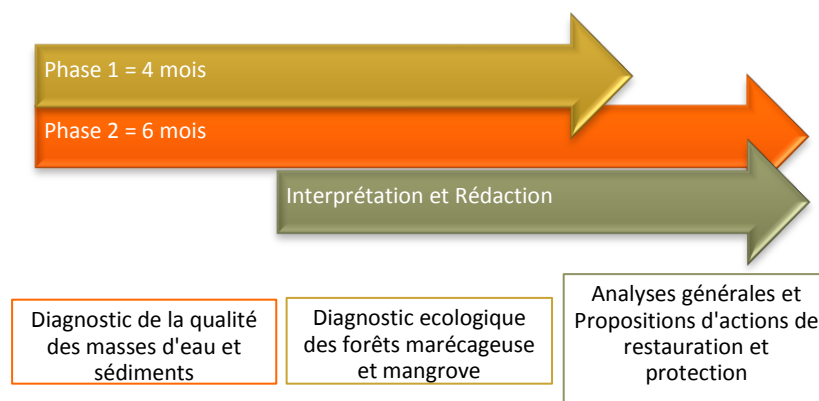 Phase 1 = 4 mois
Phase 2 = 6 mois
Interprétation et Rédaction
Diagnostic de la qualité
des masses d'eau et
sédiments
Diagnostic ecologique
des forêts marécageuse
et mangrove
Analyses générales et
Propositions d'actions de
restauration et
protection